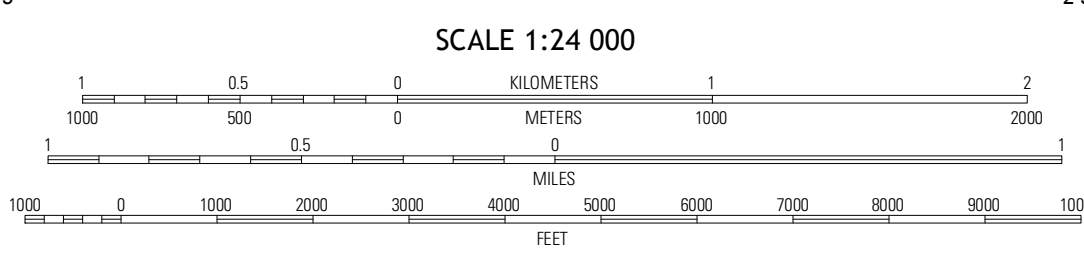 SCALE 1:24 000
1 0.5 0 KILOMETERS 1 2
1000 500 0 METERS 1000 2000
1 0.5 0 1
MILES
1000 0 1000 2000 3000 4000 5000 6000 7000 8000 9000 100
FEET